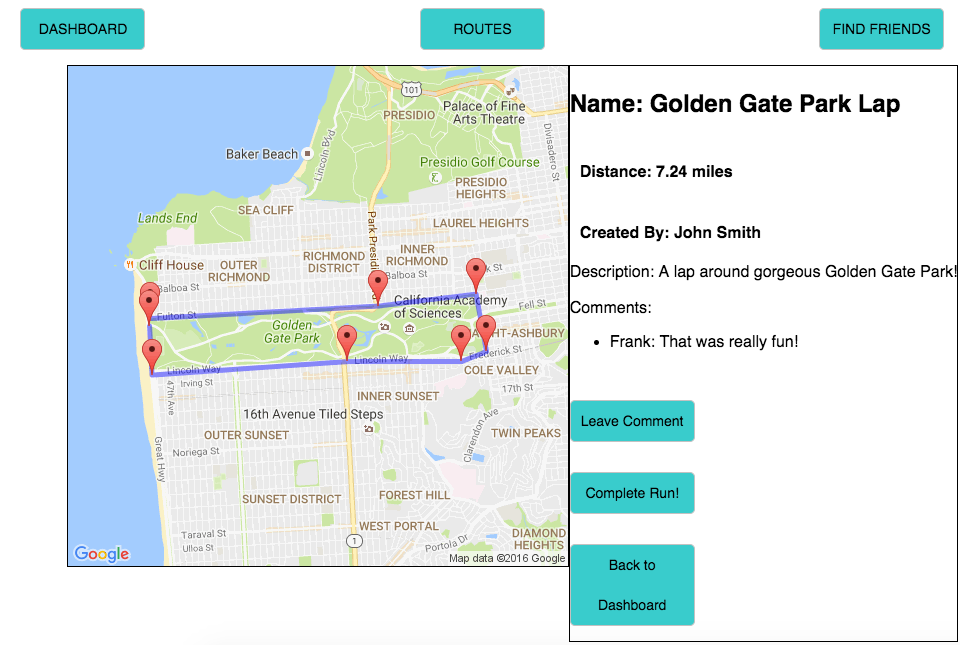 DASHBOARD
ROUTES
FIND FRIENDS
101
Palace of Fine
Arts Theatre
PRESIDIO
Divisadero St
Lincoln Blvd
Baker Beach
Presidio Golf Course
PRESIDIO
HEIGHTS
SEA CLIFF
Lands End
Park Presidi
LAUREL HEIGHTS
INNER
RICHMOND
Cliff House
OUTER
RICHMOND
RICHMOND
DISTRICT
Balboa St
Balboa St
California Academy
of Sciences
Fell St
Fulton St
Golden
Gate Park
HT-ASHBURY
Lincoln Way
Lincoln Way
Frederick St
COLE VALLEY
Irving St
47th Ave
17th St
INNER SUNSET
16th Avenue Tiled Steps
Clarendon Ave
TWIN PEAKS
OUTER SUNSET
Great Hwy
Noriega St
SUNSET DISTRICT
FOREST HILL
WEST PORTAL
Taraval St
Ulloa St
1
Portola Dr
DIAMOND
HEIGHTS
Google
Map data ©2016 Google
Name: Golden Gate Park Lap
Distance: 7.24 miles
Created By: John Smith
Description: A lap around gorgeous Golden Gate Park!
Comments:
• Frank: That was really fun!
Leave Comment
Complete Run!
Back to
Dashboard